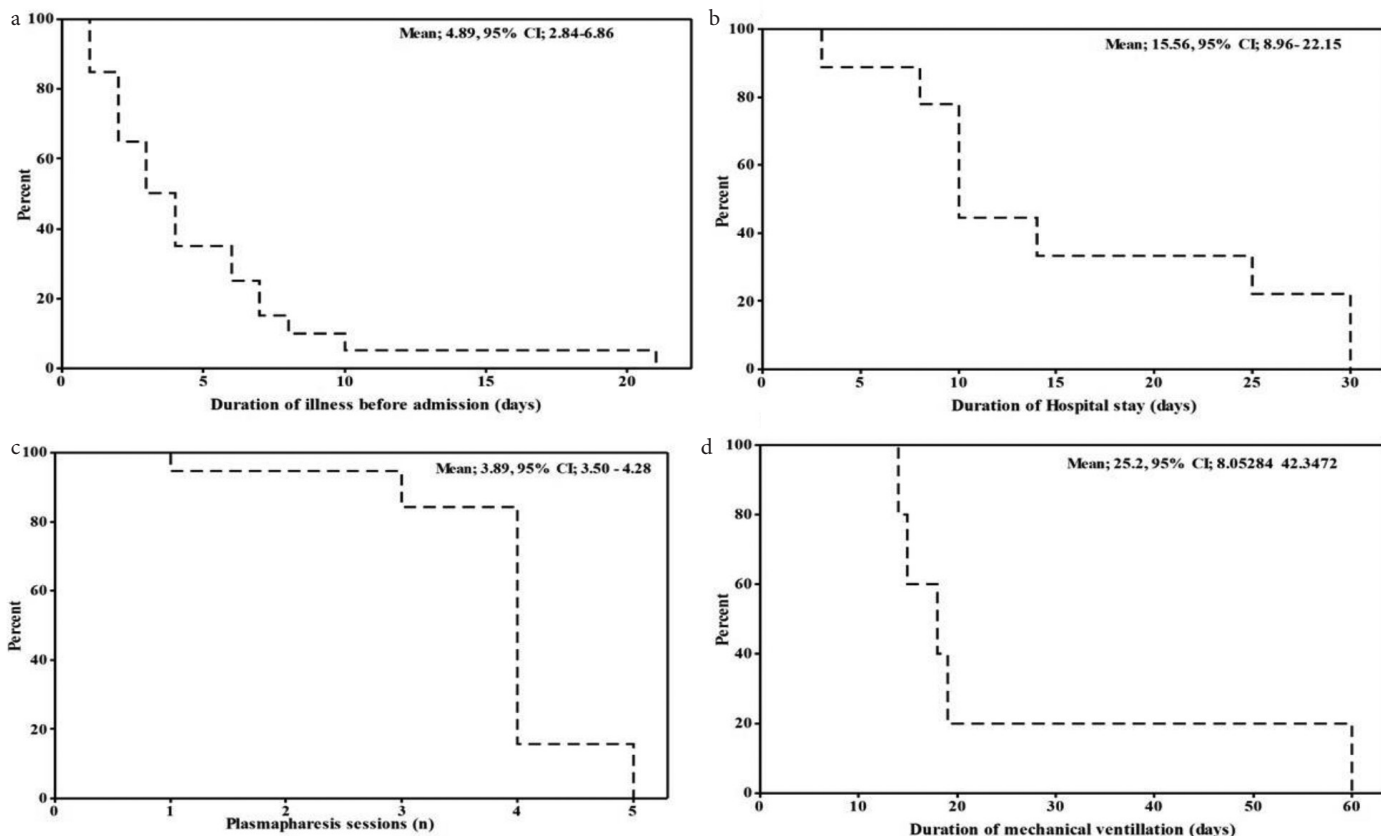 a
Mean; 4.89, 95% CI; 2.84-6.86
100
80
60
40
20
0
Percent
0 5 10 15 20
Duration of illness before admission (days)
b
Mean; 15.56, 95% CI; 8.96- 22.15
100
80
60
40
20
0
Percent
0 5 10 15 20 25 30
Duration of Hospital stay (days)
c
Mean; 3.89, 95% CI; 3.50 - 4.28
100
80
60
40
20
0
Percent
0 1 2 3 4 5
Plasmapharesis sessions (n)
d
Mean; 25.2, 95% CI; 8.05284 42.3472
100
80
60
40
20
0
Percent
0 10 20 30 40 50 60
Duration of mechanical ventillation (days)